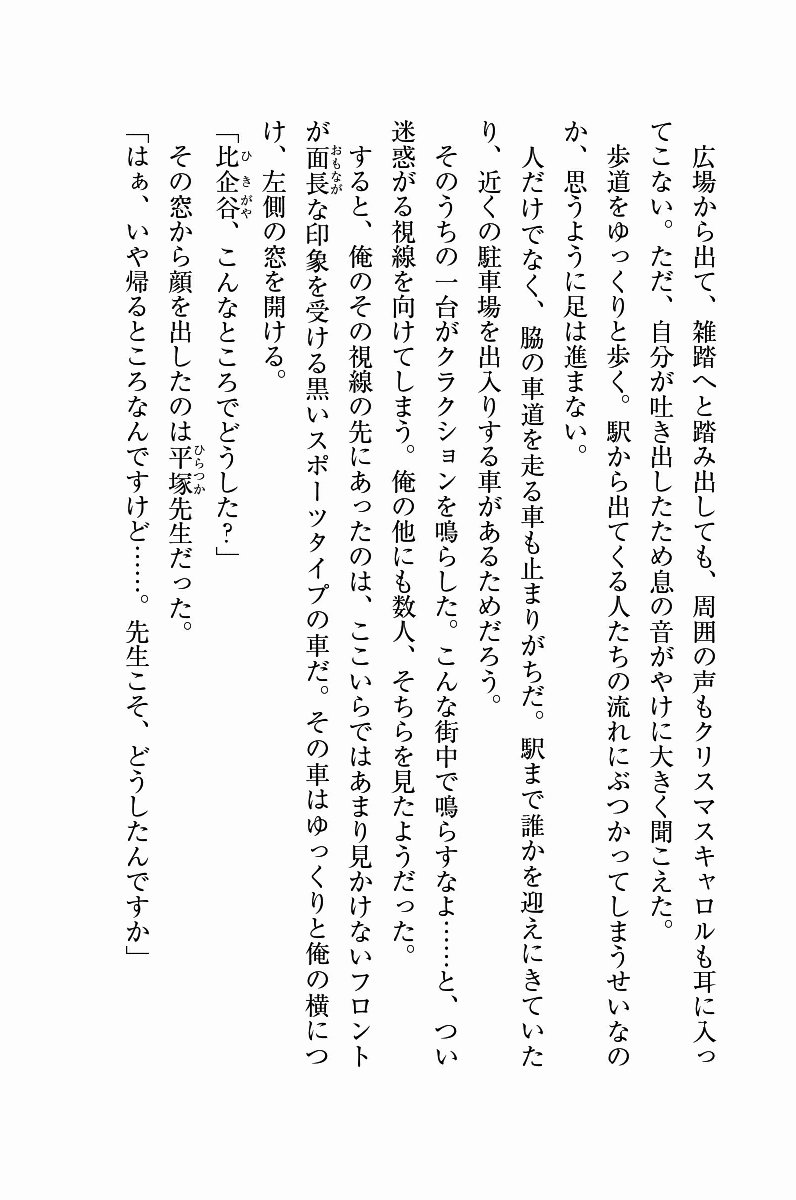 広場から出て、雑踏へと踏み出しても、周囲の声もクリスマスキャロルも耳に入っ
てこない。ただ、自分が吐き出したため息の音がやけに大きく聞こえた。
歩道をゆっくりと歩く。駅から出てくる人たちの流れにぶつかってしまうせいなの
か、思うように足は進まない。
人だけでなく、脇の車道を走る車も止まりがちだ。駅まで誰かを迎えにきていた
り、近くの駐車場を出入りする車があるためだろう。
そのうちの一台がクラクションを鳴らした。こんな街中で鳴らすなよ……と、つい
迷惑がる視線を向けてしまう。俺の他にも数人、そちらを見たようだった。
すると、俺のその視線の先にあったのは、ここいらではあまり見かけないフロント
が面長な印象を受ける黒いスポーツタイプの車だ。その車はゆっくりと俺の横につ
おもなが
け、左側の窓を開ける。
「比企谷、こんなところでどうした？」
ひきがや
その窓から顔を出したのは平塚先生だった。
ひらつか
「はぁ、いや帰るところなんですけど……。先生こそ、どうしたんですか」